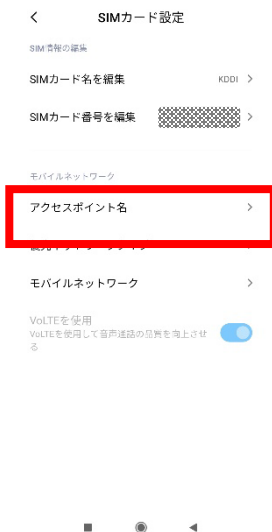 SIMカード設定
SIM情報の編集
SIMカード名を編集 KDDI
SIMカード番号を編集
モバイルネットワーク
アクセスポイント名
モバイルネットワーク
VoLTEを使用
VoLTEを使用して音声通話の品質を向上させ
る